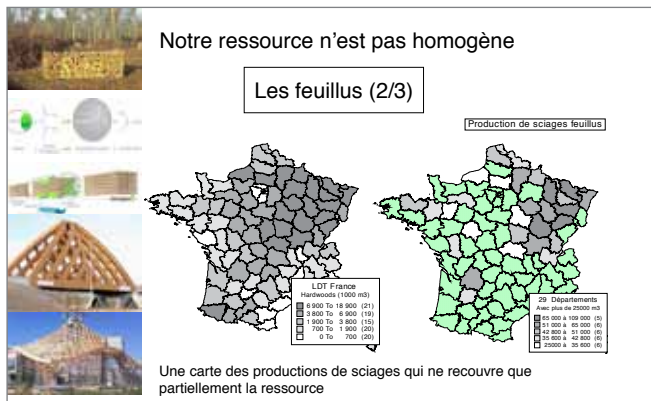 Notre ressource n'est pas homogène
Les feuillus (2/3)
Production de sciages feuillus
LDT France
Hardwoods (1000 m3)
6 900 To 18 900 (21)
3 800 To 6 900 (19)
1 900 To 3 800 (15)
700 To 1 900 (20)
0 To 700 (20)
29 Départements
Avec plus de 25000 m3
65 000 à 109 000 (5)
51 000 à 65 000 (6)
42 800 à 51 000 (6)
35 600 à 42 800 (6)
25000 à 35 600 (6)
Une carte des productions de sciages qui ne recouvre que
partiellement la ressource